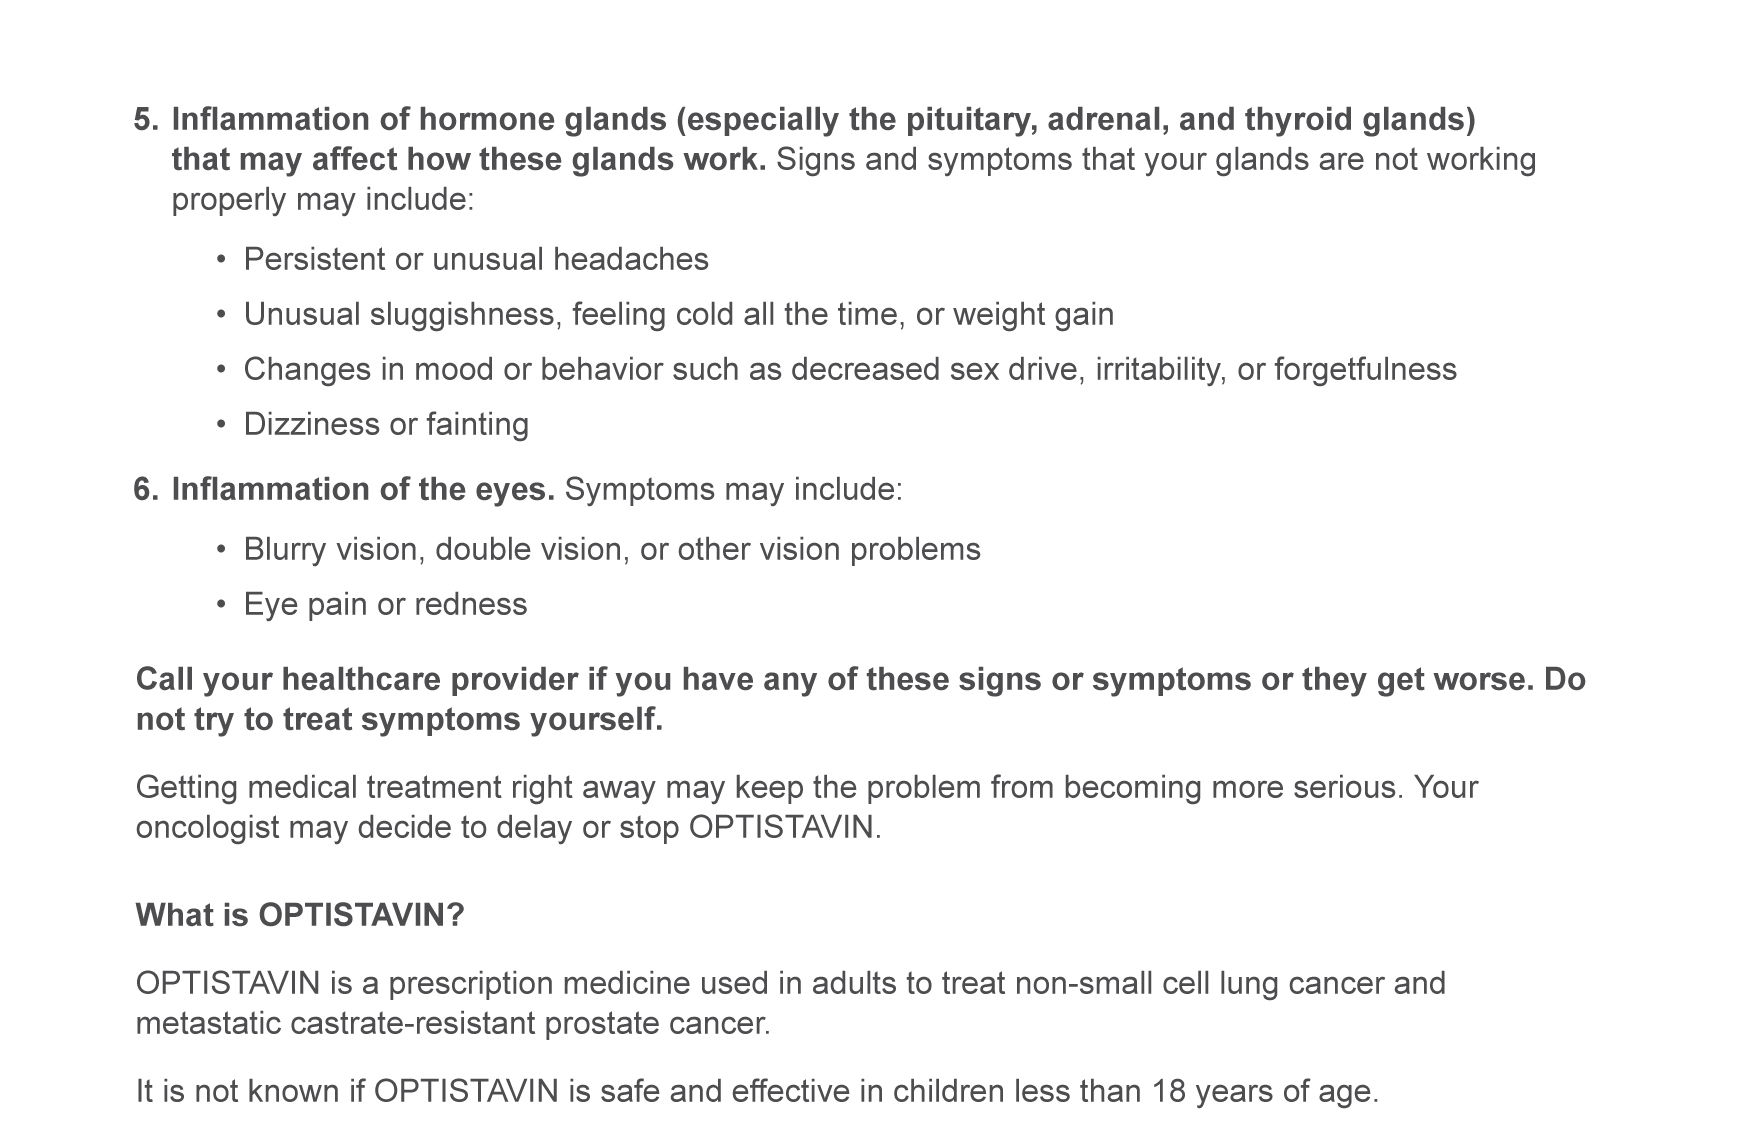 5. Inflammation of hormone glands (especially the pituitary, adrenal, and thyroid glands)
that may affect how these glands work. Signs and symptoms that your glands are not working
properly may include:
• Persistent or unusual headaches
• Unusual sluggishness, feeling cold all the time, or weight gain
• Changes in mood or behavior such as decreased sex drive, irritability, or forgetfulness
• Dizziness or fainting
6. Inflammation of the eyes. Symptoms may include:
• Blurry vision, double vision, or other vision problems
• Eye pain or redness
Call your healthcare provider if you have any of these signs or symptoms or they get worse. Do
not try to treat symptoms yourself.
Getting medical treatment right away may keep the problem from becoming more serious. Your
oncologist may decide to delay or stop OPTISTAVIN.
What is OPTISTAVIN?
OPTISTAVIN is a prescription medicine used in adults to treat non-small cell lung cancer and
metastatic castrate-resistant prostate cancer.
It is not known if OPTISTAVIN is safe and effective in children less than 18 years of age.